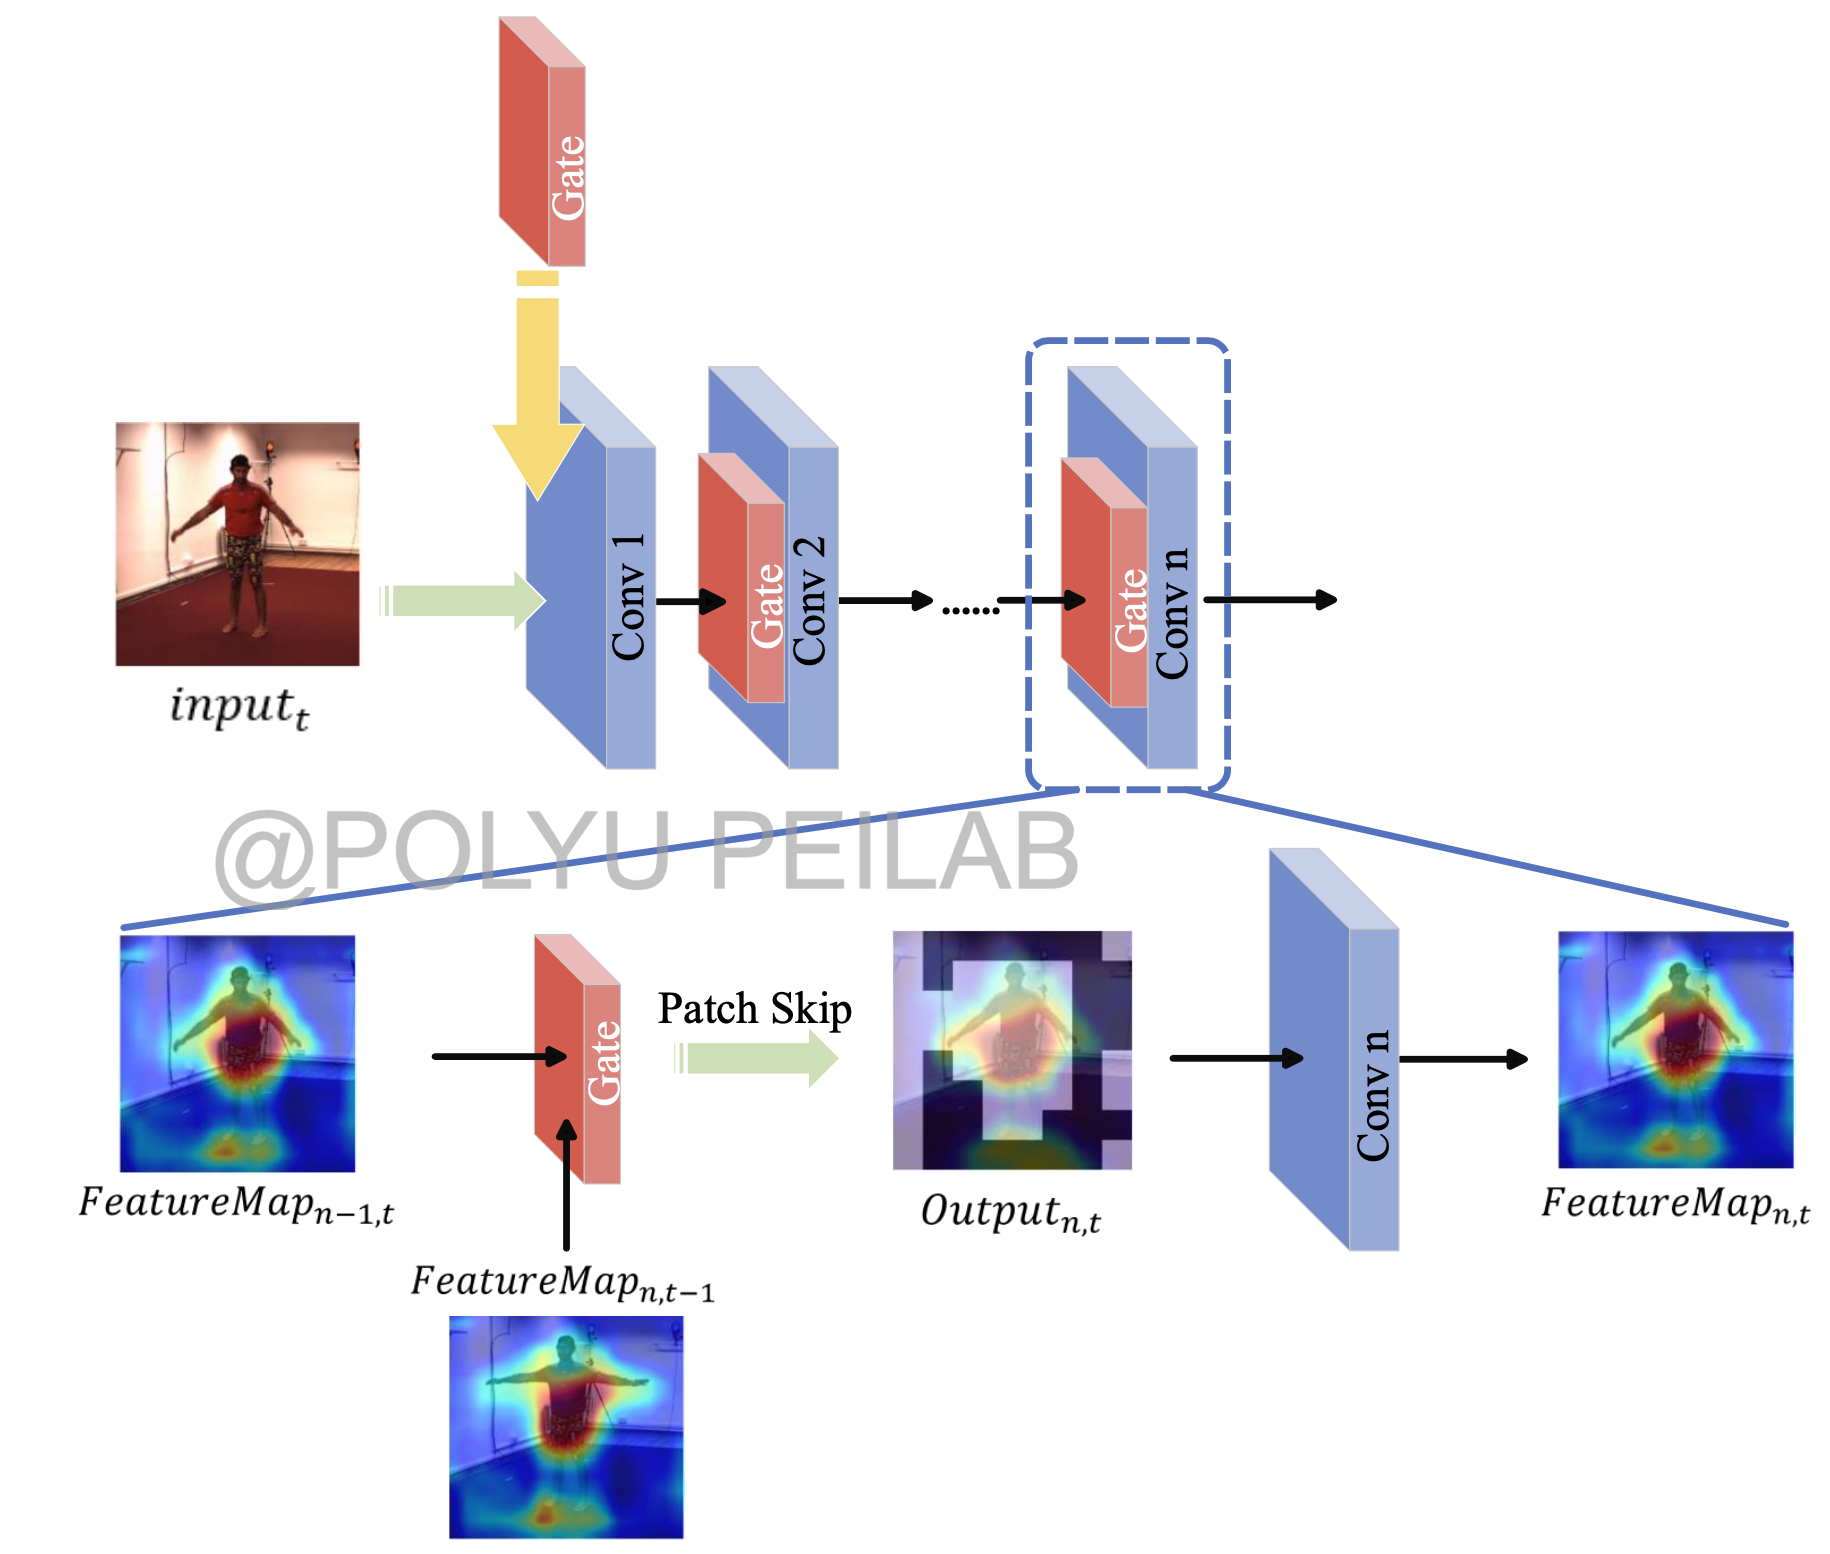 Gate
Conv 1
Gate
Conv 2
......
Gate
Conv n
input_t
@POLYU PEILAB
Patch Skip
Gate
Conv n
FeatureMap_{n−1,t}
Output_{n,t}
FeatureMap_{n,t}
FeatureMap_{n,t−1}